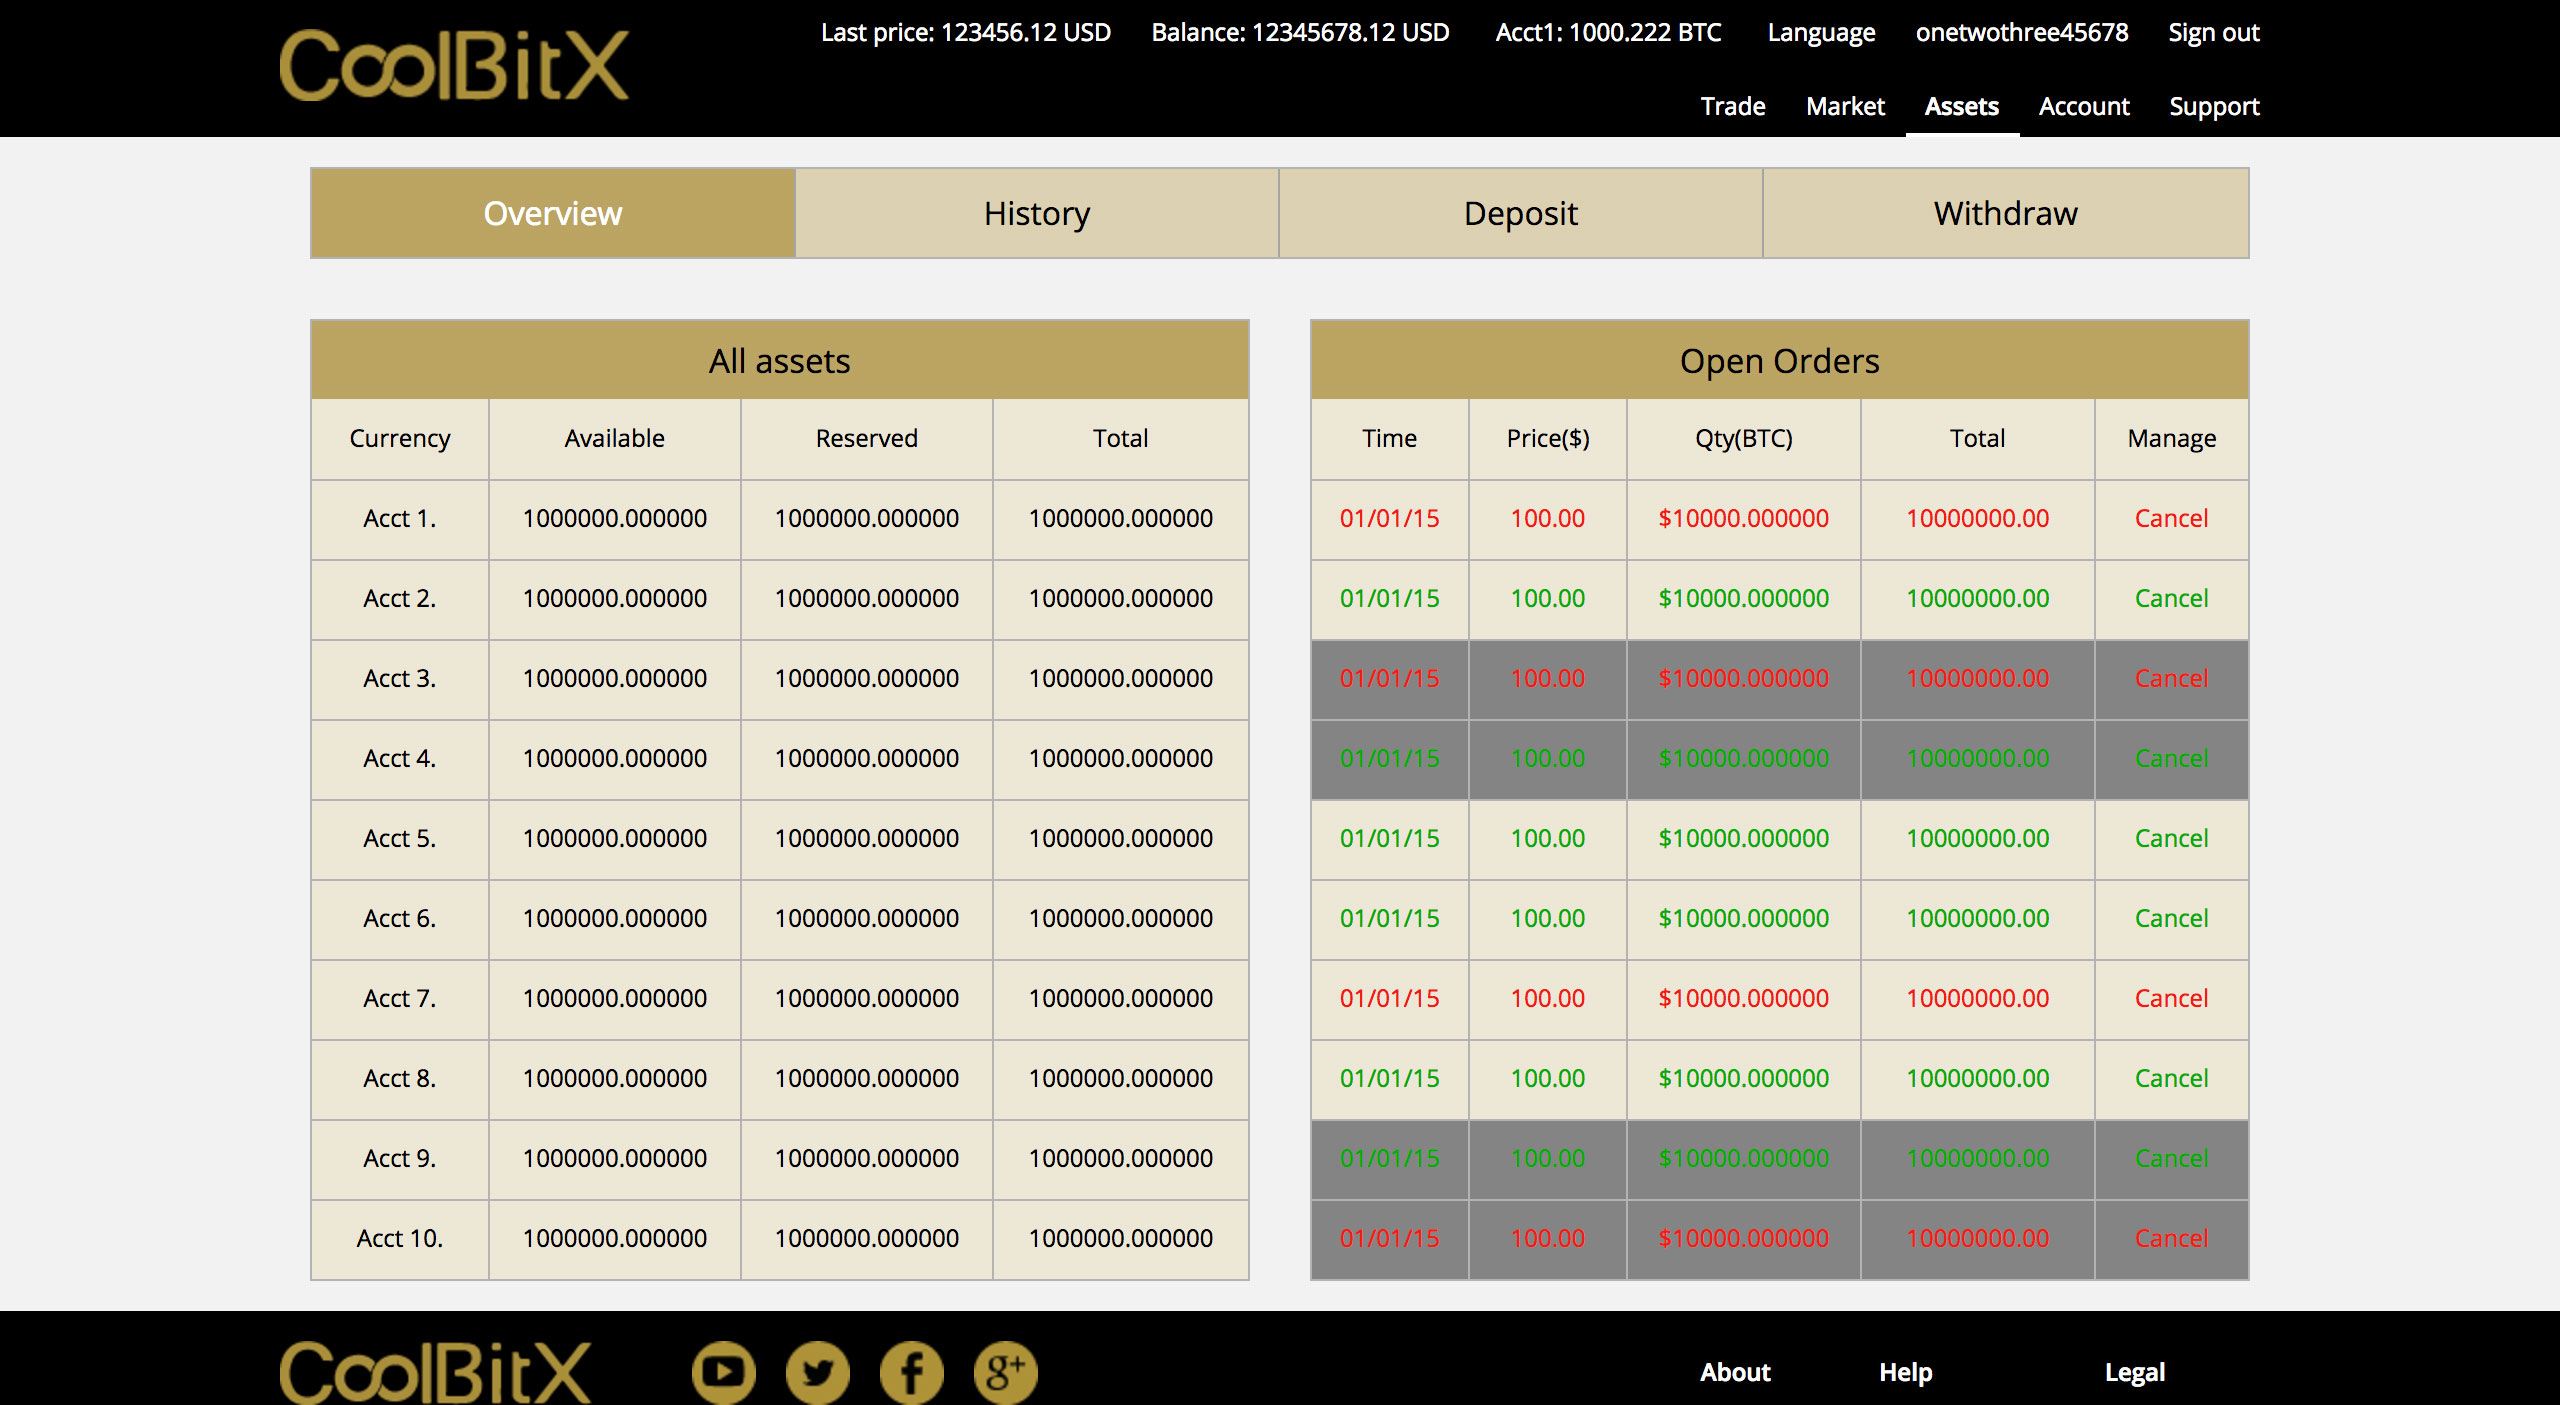 CoolBitX
Last price: 123456.12 USD Balance: 12345678.12 USD Acct1: 1000.222 BTC Language onetwothree45678 Sign out
Trade Market Assets Account Support
Overview History Deposit Withdraw
All assets
Currency Available Reserved Total
Acct 1. 1000000.000000 1000000.000000 1000000.000000
Acct 2. 1000000.000000 1000000.000000 1000000.000000
Acct 3. 1000000.000000 1000000.000000 1000000.000000
Acct 4. 1000000.000000 1000000.000000 1000000.000000
Acct 5. 1000000.000000 1000000.000000 1000000.000000
Acct 6. 1000000.000000 1000000.000000 1000000.000000
Acct 7. 1000000.000000 1000000.000000 1000000.000000
Acct 8. 1000000.000000 1000000.000000 1000000.000000
Acct 9. 1000000.000000 1000000.000000 1000000.000000
Acct 10. 1000000.000000 1000000.000000 1000000.000000
Open Orders
Time Price($) Qty(BTC) Total Manage
01/01/15 100.00 $10000.000000 10000000.00 Cancel
01/01/15 100.00 $10000.000000 10000000.00 Cancel
01/01/15 100.00 $10000.000000 10000000.00 Cancel
01/01/15 100.00 $10000.000000 10000000.00 Cancel
01/01/15 100.00 $10000.000000 10000000.00 Cancel
01/01/15 100.00 $10000.000000 10000000.00 Cancel
01/01/15 100.00 $10000.000000 10000000.00 Cancel
01/01/15 100.00 $10000.000000 10000000.00 Cancel
01/01/15 100.00 $10000.000000 10000000.00 Cancel
01/01/15 100.00 $10000.000000 10000000.00 Cancel
CoolBitX f g+ About Help Legal